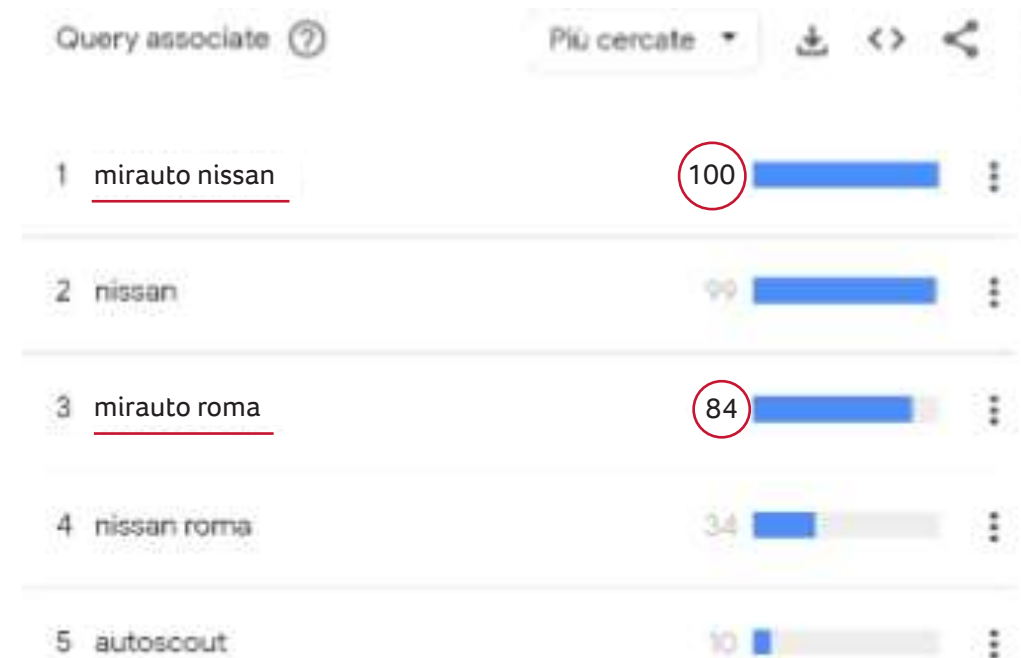 Query associate ?
Più cercate
1 mirauto nissan 100
2 nissan 99
3 mirauto roma 84
4 nissan roma 34
5 autoscout 10